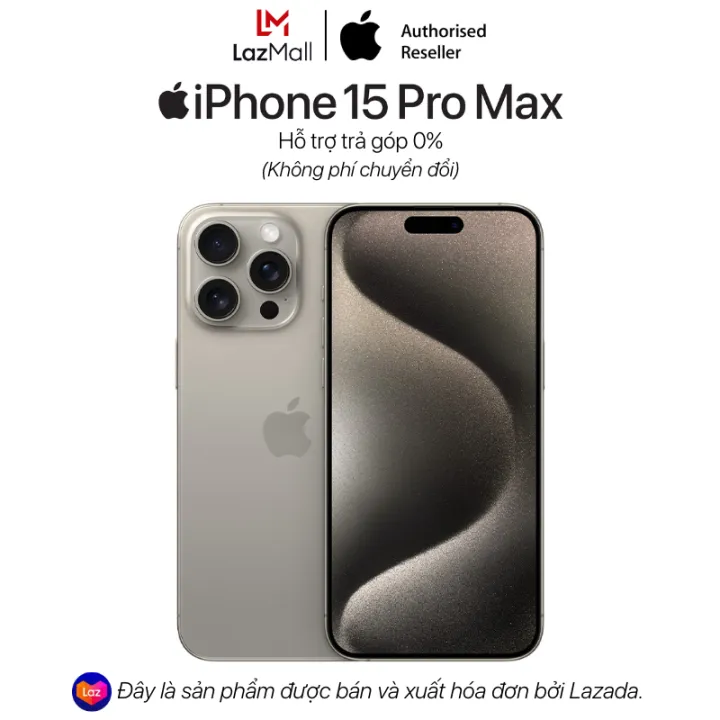 LM
LazMall
Authorised
Reseller
iPhone 15 Pro Max
Hỗ trợ trả góp 0%
(Không phí chuyển đổi)
Laz
Đây là sản phẩm được bán và xuất hóa đơn bởi Lazada.